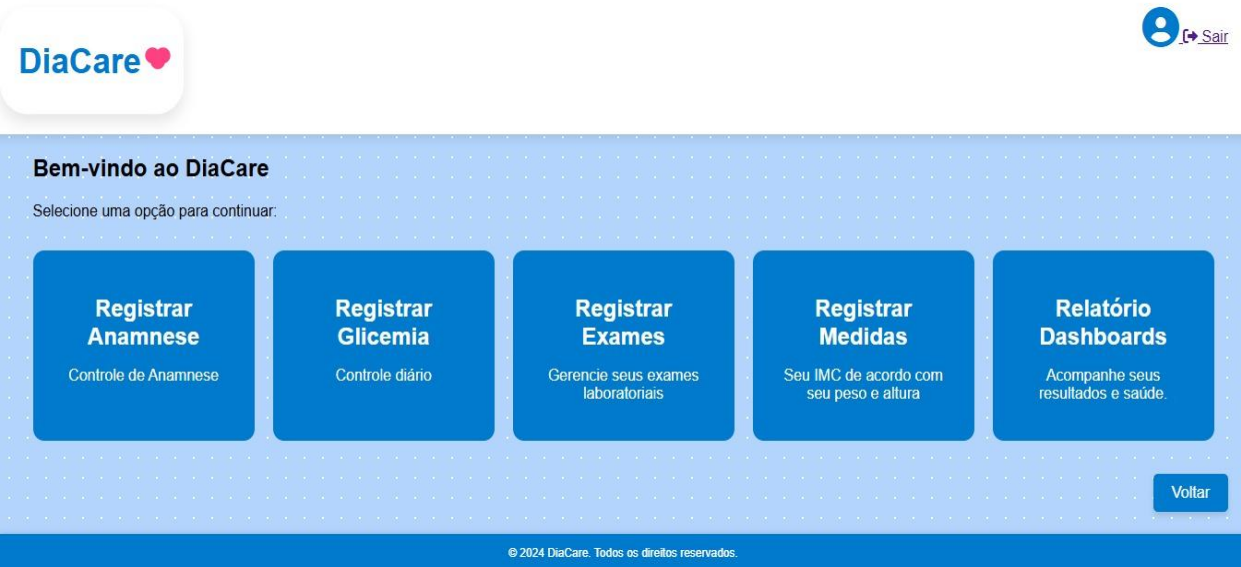 DiaCare
Sair
Bem-vindo ao DiaCare
Selecione uma opção para continuar:
Registrar
Anamnese
Controle de Anamnese
Registrar
Glicemia
Controle diário
Registrar
Exames
Gerencie seus exames
laboratoriais
Registrar
Medidas
Seu IMC de acordo com
seu peso e altura
Relatório
Dashboards
Acompanhe seus
resultados e saúde.
Voltar
© 2024 DiaCare. Todos os direitos reservados.